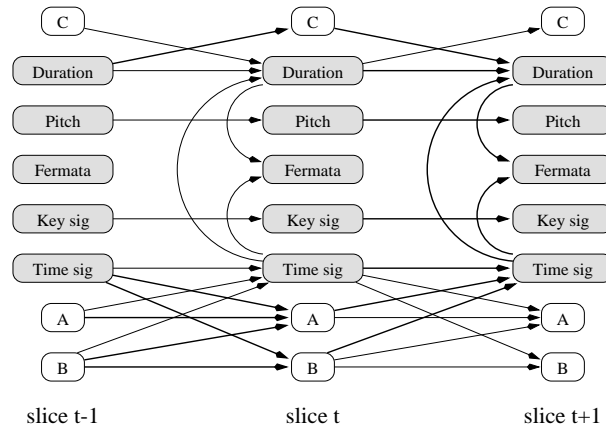 C C C
Duration Duration Duration
Pitch Pitch Pitch
Fermata Fermata Fermata
Key sig Key sig Key sig
Time sig Time sig Time sig
A A A
B B B
slice t-1 slice t slice t+1